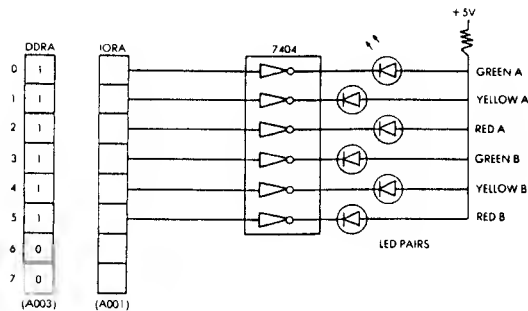 +5V
DDRA IORA 7404
0 1 GREEN A
1 1 YELLOW A
2 1 RED A
3 1 GREEN B
4 1 YELLOW B
5 1 RED B
6 0
7 0
LED PAIRS
(A003) (A001)